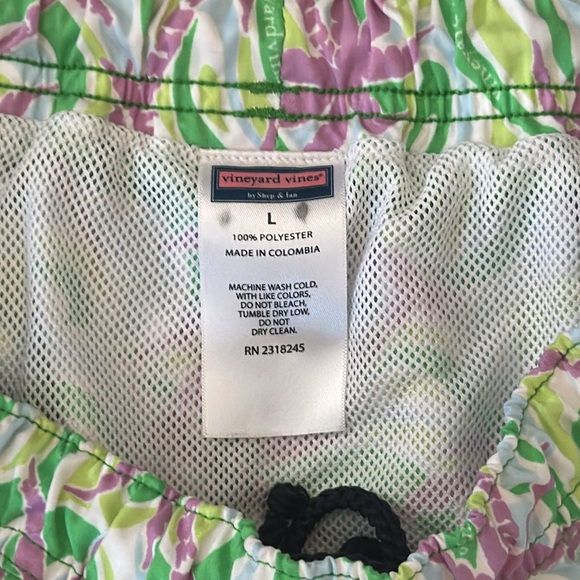 vineyard vines®
by Shep & Ian
L
100% POLYESTER
MADE IN COLOMBIA
MACHINE WASH COLD,
WITH LIKE COLORS,
DO NOT BLEACH,
TUMBLE DRY LOW,
DO NOT
DRY CLEAN.
RN 2318245